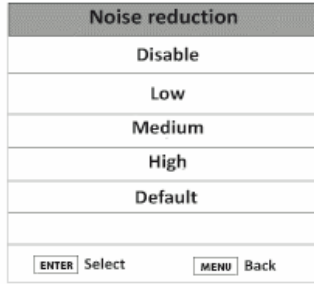 Noise reduction
Disable
Low
Medium
High
Default
ENTER Select MENU Back